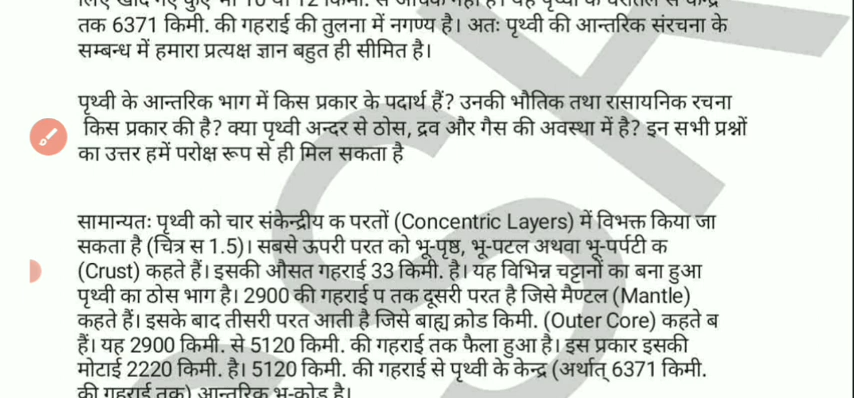 तक 6371 किमी. की गहराई की तुलना में नगण्य है। अतः पृथ्वी की आन्तरिक संरचना के
सम्बन्ध में हमारा प्रत्यक्ष ज्ञान बहुत ही सीमित है।
पृथ्वी के आन्तरिक भाग में किस प्रकार के पदार्थ हैं? उनकी भौतिक तथा रासायनिक रचना
किस प्रकार की है? क्या पृथ्वी अन्दर से ठोस, द्रव और गैस की अवस्था में है? इन सभी प्रश्नों
का उत्तर हमें परोक्ष रूप से ही मिल सकता है
सामान्यतः पृथ्वी को चार संकेन्द्रीय क परतों (Concentric Layers) में विभक्त किया जा
सकता है (चित्र स 1.5)। सबसे ऊपरी परत को भू-पृष्ठ, भू-पटल अथवा भू-पर्पटी क
(Crust) कहते हैं। इसकी औसत गहराई 33 किमी. है। यह विभिन्न चट्टानों का बना हुआ
पृथ्वी का ठोस भाग है। 2900 की गहराई प तक दूसरी परत है जिसे मैण्टल (Mantle)
कहते हैं। इसके बाद तीसरी परत आती है जिसे बाह्य क्रोड किमी. (Outer Core) कहते ब
हैं। यह 2900 किमी. से 5120 किमी. की गहराई तक फैला हुआ है। इस प्रकार इसकी
मोटाई 2220 किमी. है। 5120 किमी. की गहराई से पृथ्वी के केन्द्र (अर्थात् 6371 किमी.
की गहराई तक) आन्तरिक भू-क्रोड है।